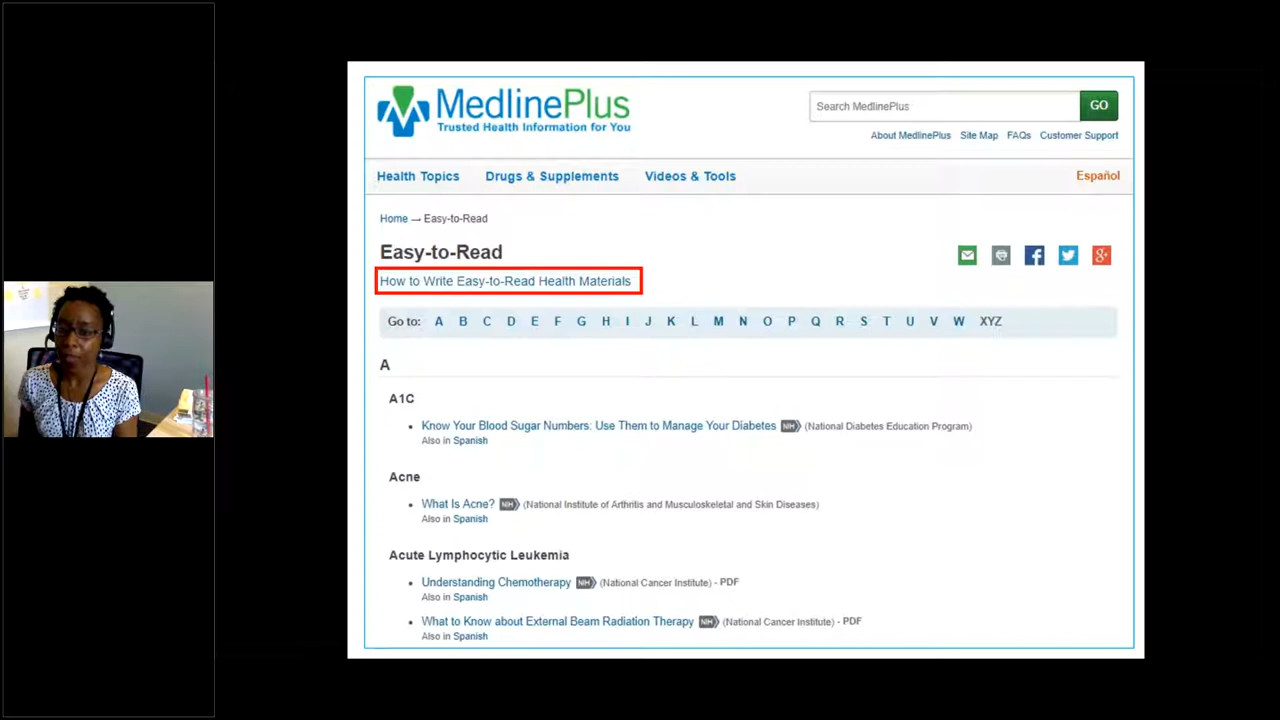 MedlinePlus
Trusted Health Information for You
Search MedlinePlus
GO
About MedlinePlus Site Map FAQs Customer Support
Health Topics Drugs & Supplements Videos & Tools Español
Home → Easy-to-Read
Easy-to-Read
How to Write Easy-to-Read Health Materials
Go to: A B C D E F G H I J K L M N O P Q R S T U V W XYZ
A
A1C
• Know Your Blood Sugar Numbers: Use Them to Manage Your Diabetes NIH (National Diabetes Education Program)
Also in Spanish
Acne
• What Is Acne? NIH (National Institute of Arthritis and Musculoskeletal and Skin Diseases)
Also in Spanish
Acute Lymphocytic Leukemia
• Understanding Chemotherapy NIH (National Cancer Institute) - PDF
Also in Spanish
• What to Know about External Beam Radiation Therapy NIH (National Cancer Institute) - PDF
Also in Spanish